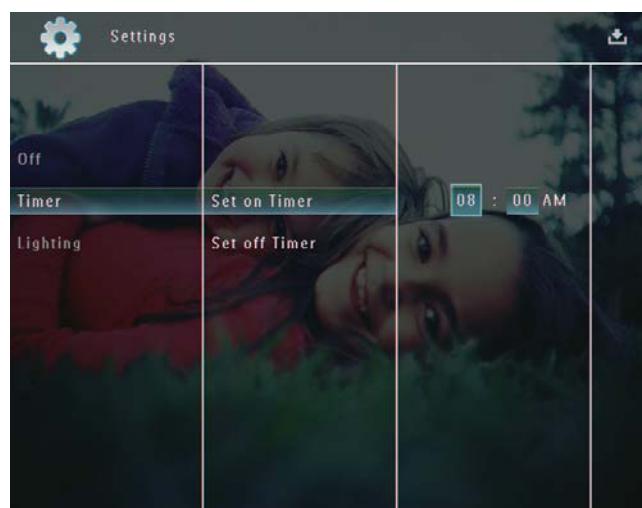 Settings
Off
Timer
Set on Timer
08 : 00 AM
Lighting
Set off Timer